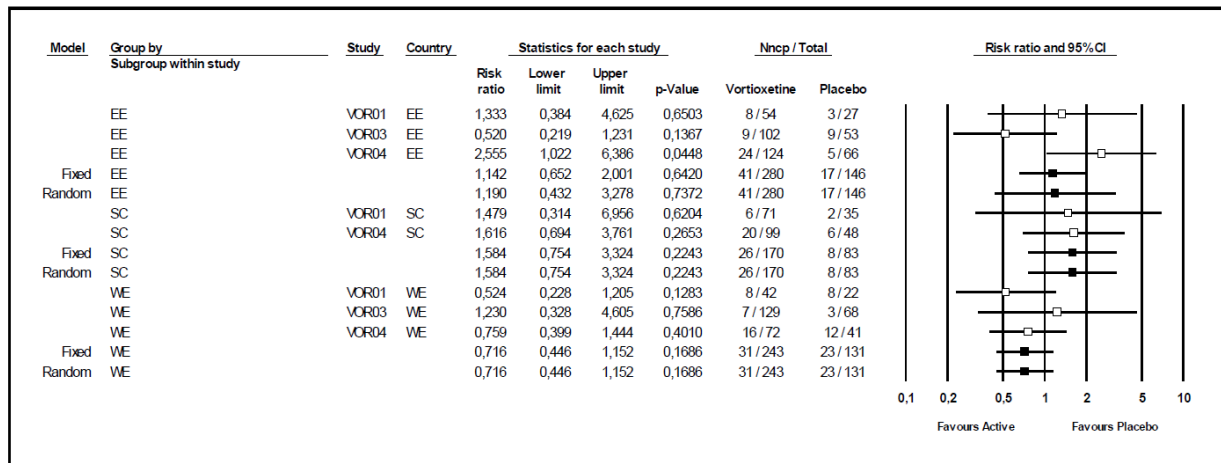 Model Group by Study Country Statistics for each study Nncp / Total Risk ratio and 95% CI
Subgroup within study
Risk ratio Lower limit Upper limit p-Value Vortioxetine Placebo
EE VOR01 EE 1,333 0,384 4,625 0,6503 8 / 54 3 / 27
EE VOR03 EE 0,520 0,219 1,231 0,1367 9 / 102 9 / 53
EE VOR04 EE 2,555 1,022 6,386 0,0448 24 / 124 5 / 66
Fixed EE 1,142 0,652 2,001 0,6420 41 / 280 17 / 146
Random EE 1,190 0,432 3,278 0,7372 41 / 280 17 / 146
SC VOR01 SC 1,479 0,314 6,956 0,6204 6 / 71 2 / 35
SC VOR04 SC 1,616 0,694 3,761 0,2653 20 / 99 6 / 48
Fixed SC 1,584 0,754 3,324 0,2243 26 / 170 8 / 83
Random SC 1,584 0,754 3,324 0,2243 26 / 170 8 / 83
WE VOR01 WE 0,524 0,228 1,205 0,1283 8 / 42 8 / 22
WE VOR03 WE 1,230 0,328 4,605 0,7586 7 / 129 3 / 68
WE VOR04 WE 0,759 0,399 1,444 0,4010 16 / 72 12 / 41
Fixed WE 0,716 0,446 1,152 0,1686 31 / 243 23 / 131
Random WE 0,716 0,446 1,152 0,1686 31 / 243 23 / 131
0,1 0,2 0,5 1 2 5 10
Favours Active Favours Placebo